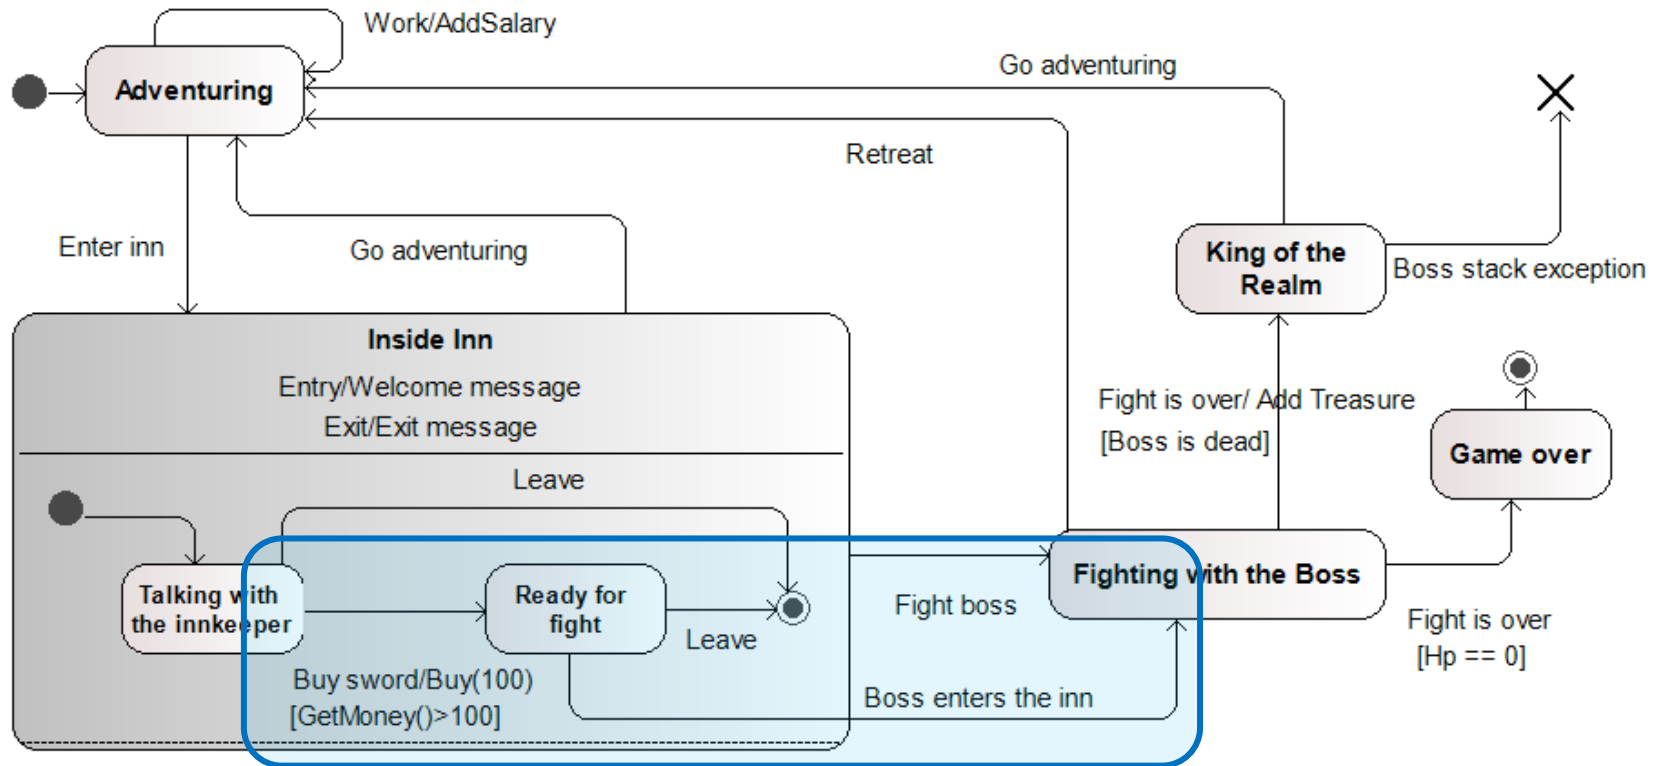 Work/AddSalary
Adventuring
Go adventuring
Retreat
Enter inn
Go adventuring
King of the
Realm
Boss stack exception
Inside Inn
Entry/Welcome message
Exit/Exit message
Fight is over/ Add Treasure
[Boss is dead]
Game over
Leave
Talking with
the innkeeper
Ready for
fight
Leave
Fight boss
Fighting with the Boss
Fight is over
[Hp == 0]
Buy sword/Buy(100)
[GetMoney()>100]
Boss enters the inn